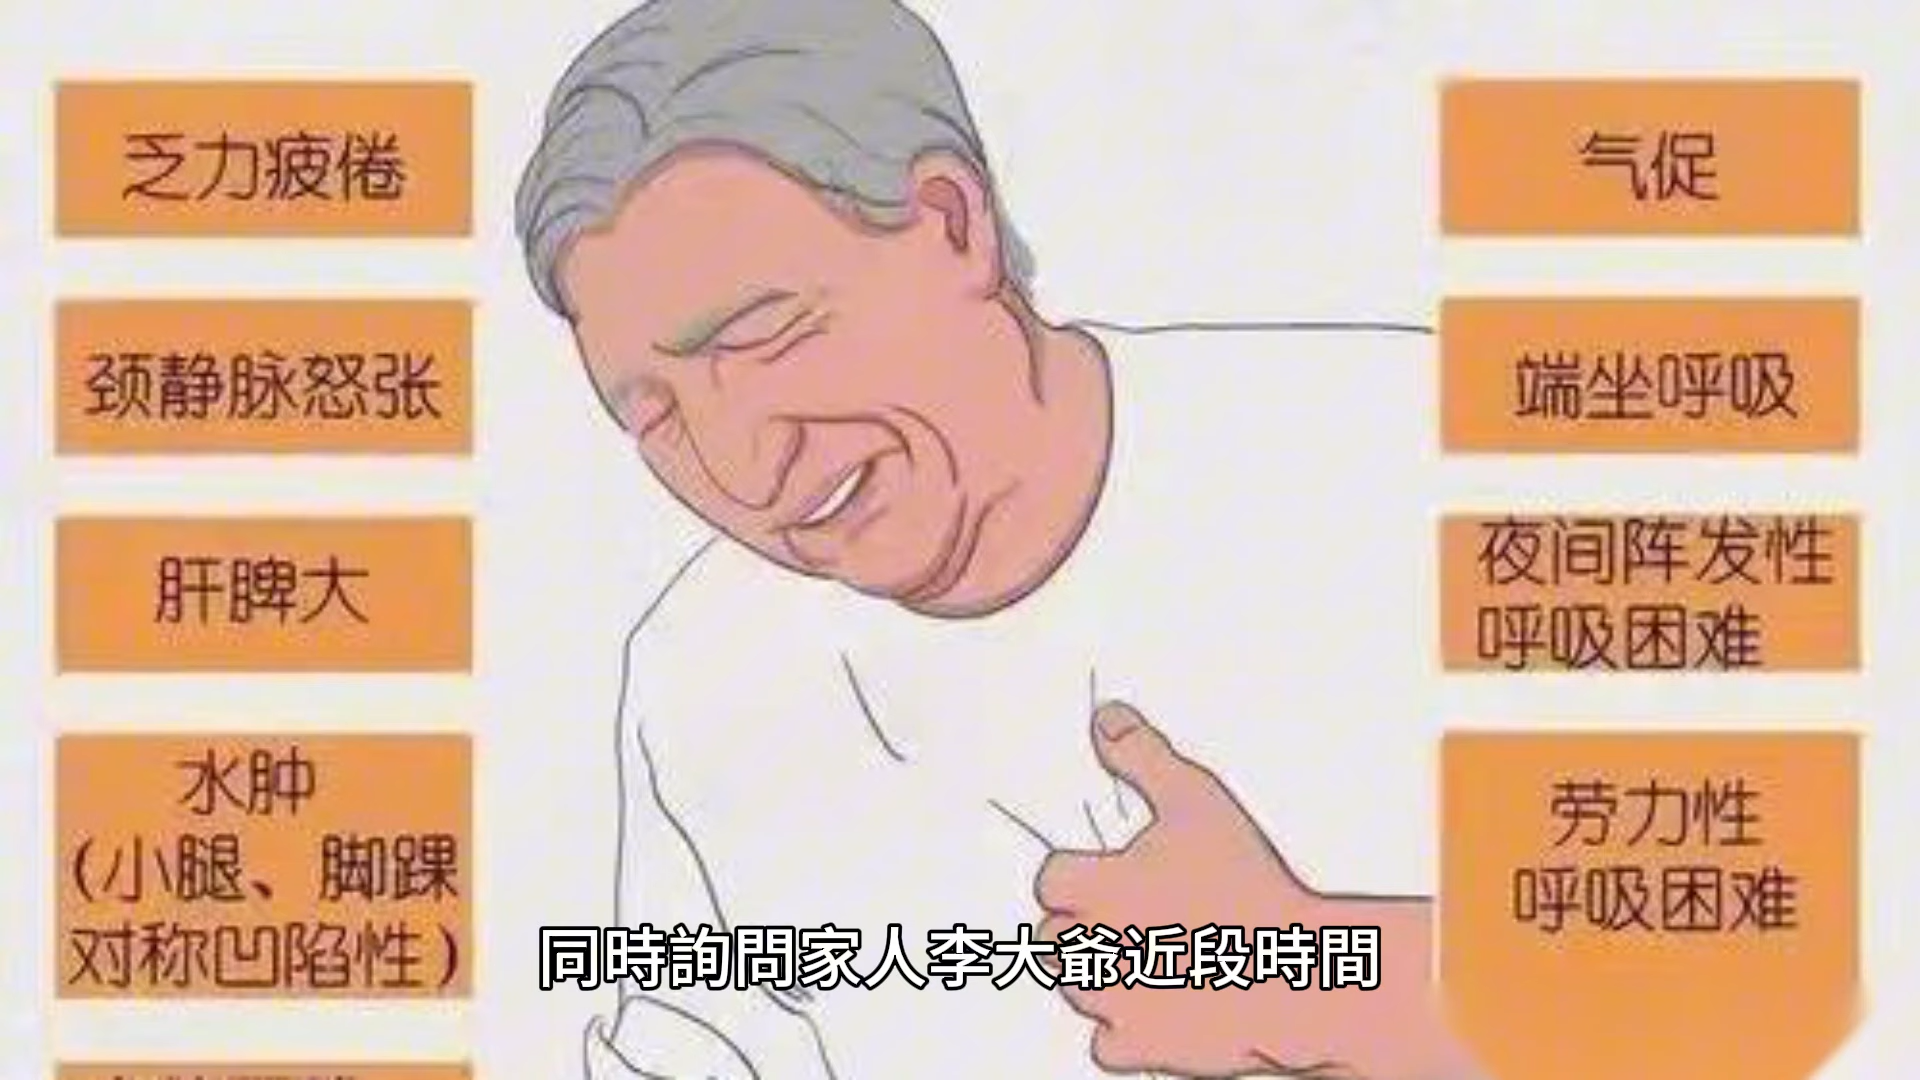 乏力疲倦
颈静脉怒张
肝脾大
水肿
(小腿、脚踝
对称凹陷性)
气促
端坐呼吸
夜间阵发性
呼吸困难
劳力性
呼吸困难
同時詢問家人李大爺近段時間